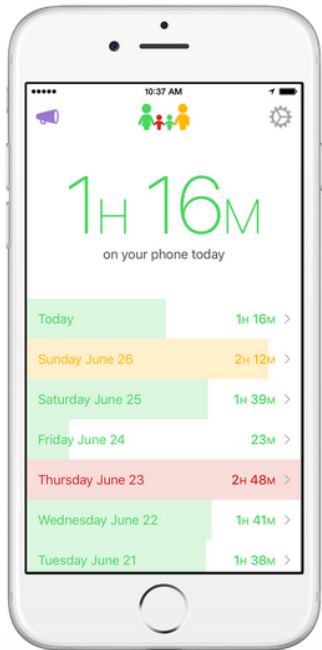 10:37 AM
1H 16M
on your phone today
Today 1H 16M
Sunday June 26 2H 12M
Saturday June 25 1H 39M
Friday June 24 23M
Thursday June 23 2H 48M
Wednesday June 22 1H 41M
Tuesday June 21 1H 38M